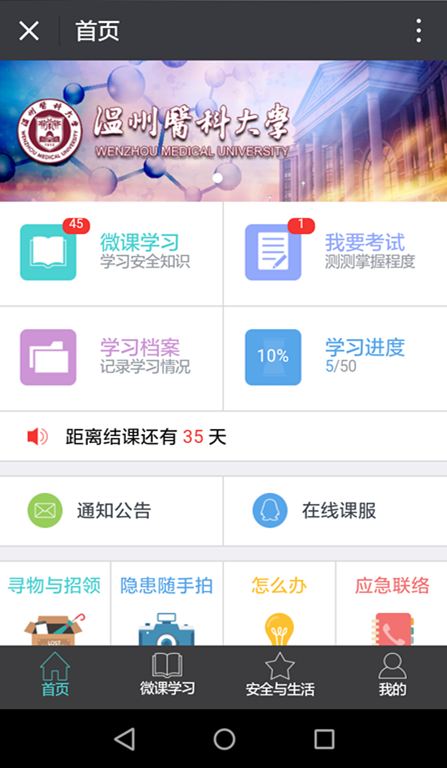 首页
温州醫科大學
WENZHOU MEDICAL UNIVERSITY
45
微课学习
学习安全知识
1
我要考试
测测掌握程度
学习档案
记录学习情况
10%
学习进度
5/50
距离结课还有 35 天
通知公告
在线课服
寻物与招领
隐患随手拍
怎么办
应急联络
LOST
首页
微课学习
安全与生活
我的